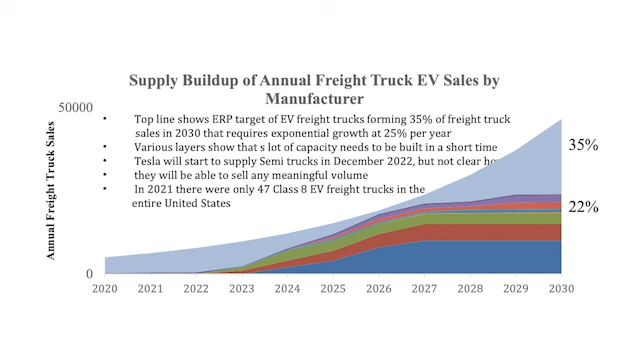 Supply Buildup of Annual Freight Truck EV Sales by
Manufacturer
50000
• Top line shows ERP target of EV freight trucks forming 35% of freight truck
sales in 2030 that requires exponential growth at 25% per year
• Various layers show that s lot of capacity needs to be built in a short time
• Tesla will start to supply Semi trucks in December 2022, but not clear
• they will be able to sell any meaningful volume
• In 2021 there were only 47 Class 8 EV freight trucks in the
entire United States
35%
22%
Annual Freight Truck Sales
0
2020 2021 2022 2023 2024 2025 2026 2027 2028 2029 2030